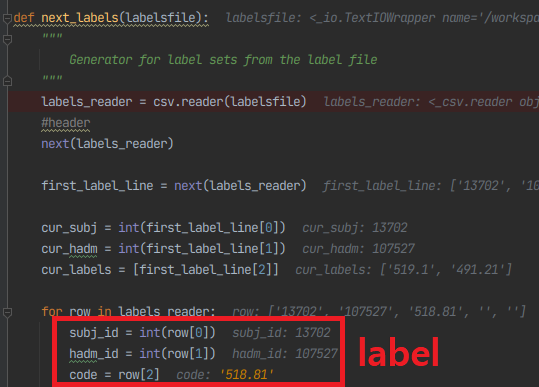 def next_labels(labelsfile):   labelsfile: <_io.TextIOWrapper name='/workspa
"""
Generator for label sets from the label file
"""
labels_reader = csv.reader(labelsfile)   labels_reader: <_csv.reader obj
#header
next(labels_reader)
first_label_line = next(labels_reader)   first_label_line: ['13702', '10
cur_subj = int(first_label_line[0])   cur_subj: 13702
cur_hadm = int(first_label_line[1])   cur_hadm: 107527
cur_labels = [first_label_line[2]]   cur_labels: ['519.1', '491.21']
for row in labels_reader:   row: ['13702', '107527', '518.81', '', '']
subj_id = int(row[0])   subj_id: 13702
hadm_id = int(row[1])   hadm_id: 107527
code = row[2]   code: '518.81'
label